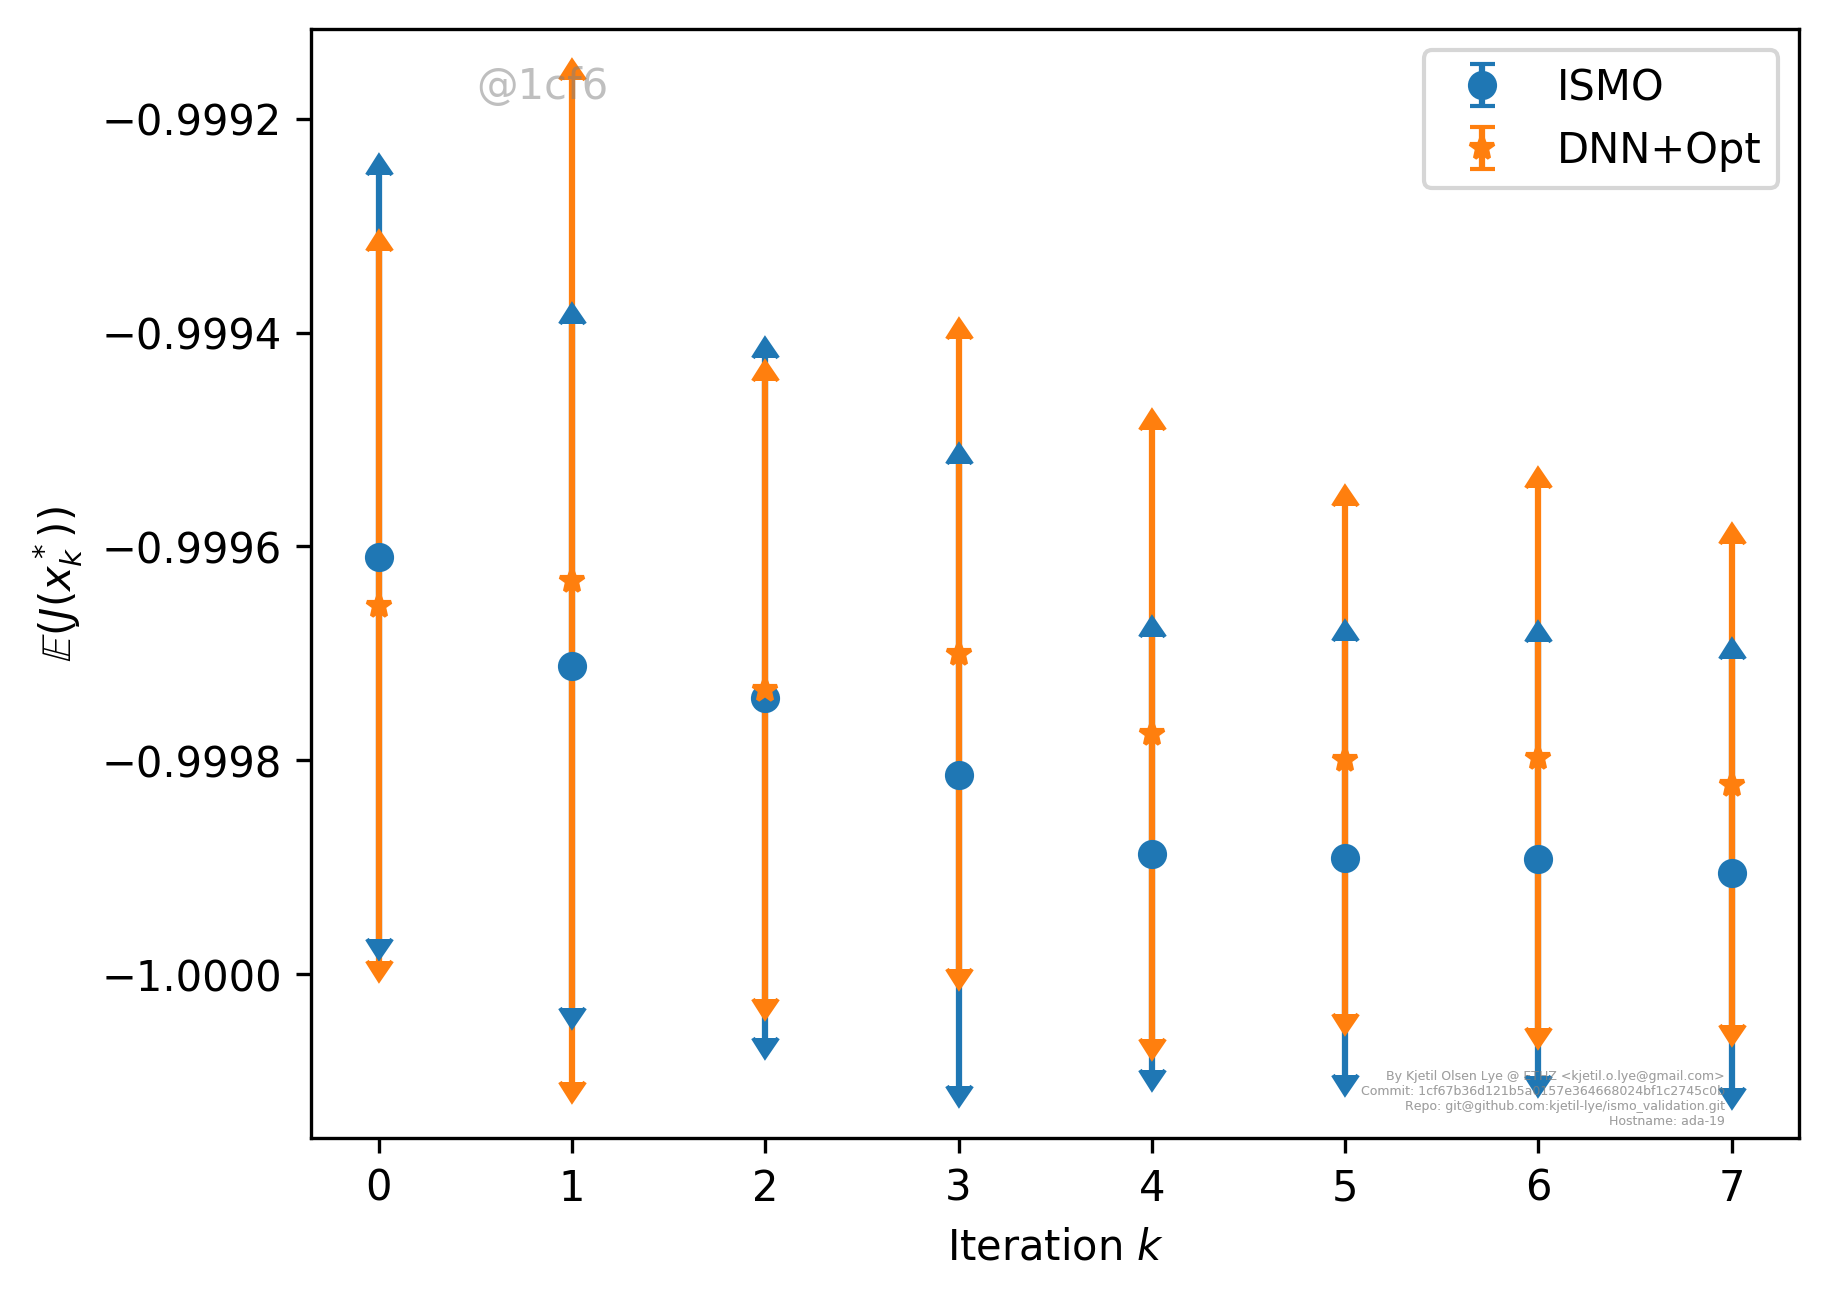 @1cf6
ISMO
DNN+Opt
−0.9992
−0.9994
−0.9996
−0.9998
−1.0000
𝔼(J(x*k))
0 1 2 3 4 5 6 7
Iteration k
By Kjetil Olsen Lye @ ETHZ <kjetil.o.lye@gmail.com>
Commit:
Repo: git@github.com:kjetil-lye/ismo_validation.git
Hostname: ada-19